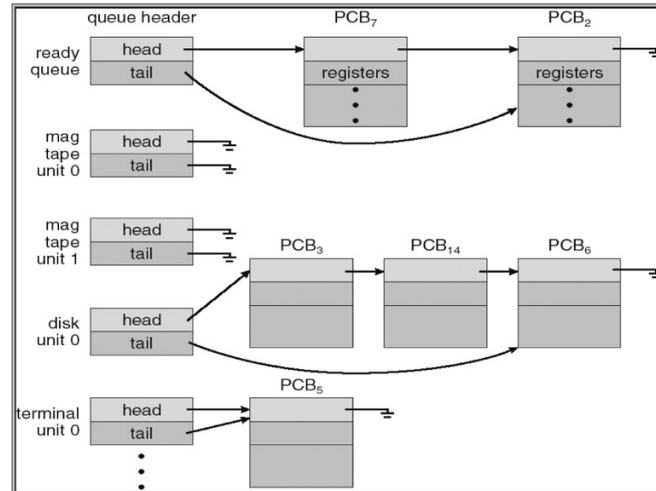 queue header PCB₇ PCB₂
ready queue
head
tail
registers
registers
mag tape unit 0
head
tail
mag tape unit 1
head
tail
PCB₃ PCB₁₄ PCB₆
disk unit 0
head
tail
PCB₅
terminal unit 0
head
tail